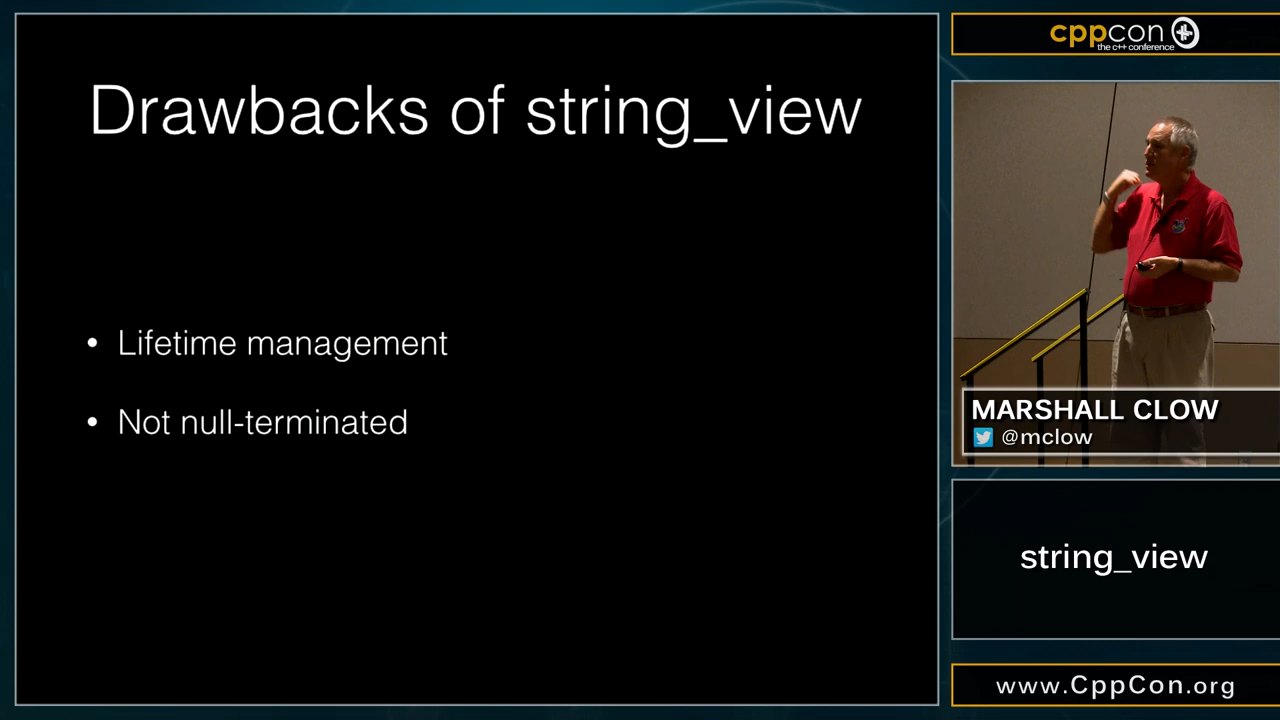 Drawbacks of string_view
• Lifetime management
• Not null-terminated
cppcon
the c++ conference
MARSHALL CLOW
@mclow
string_view
www.CppCon.org